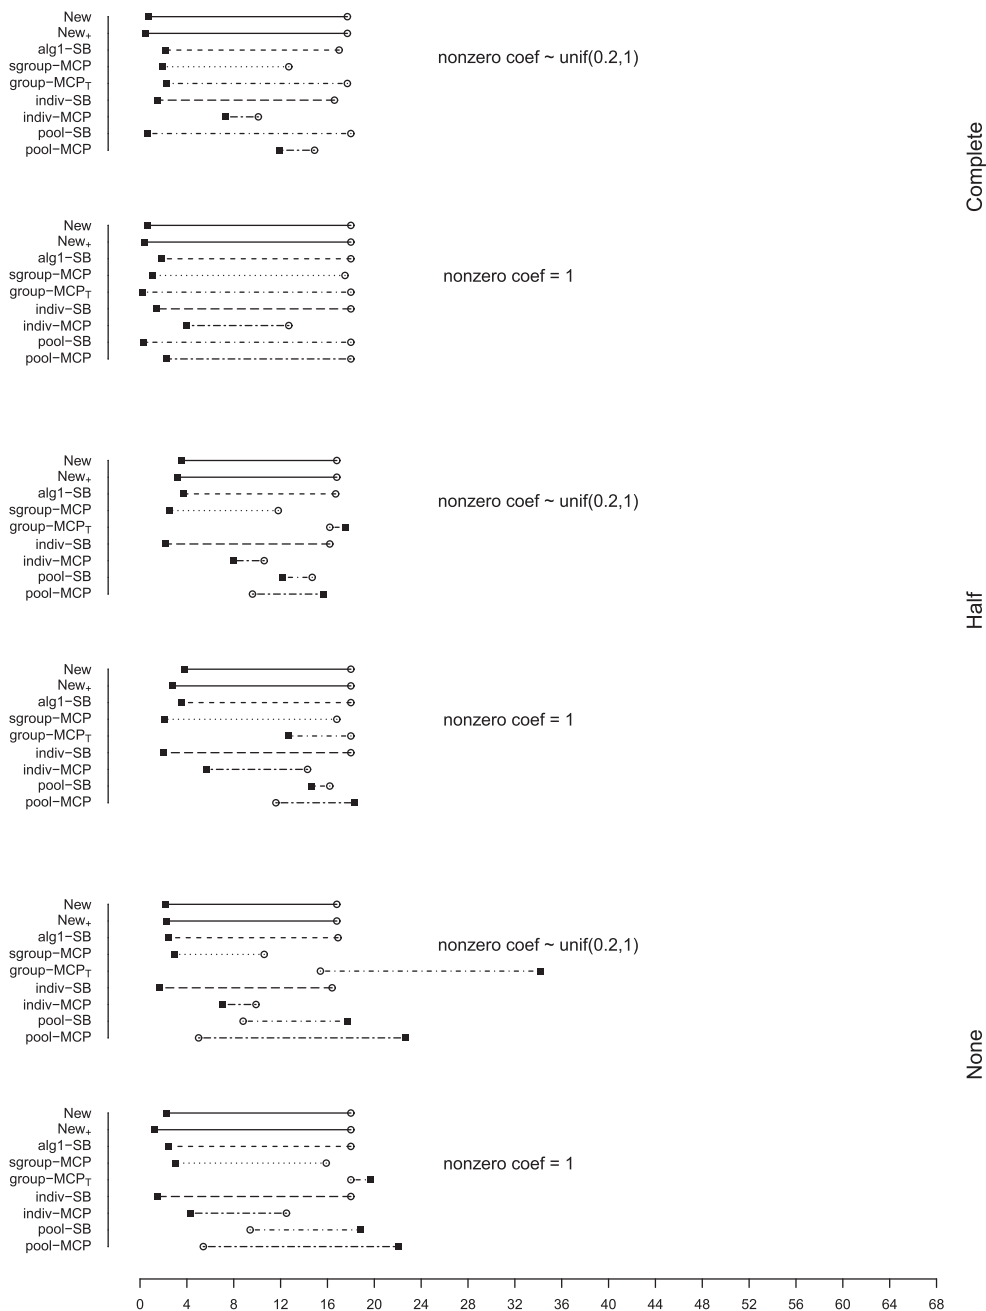 New
New+
alg1−SB
nonzero coef ~ unif(0.2,1)
sgroup−MCP
group−MCPT
indiv−SB
indiv−MCP
pool−SB
pool−MCP
Complete
New
New+
alg1−SB
sgroup−MCP
nonzero coef = 1
group−MCPT
indiv−SB
indiv−MCP
pool−SB
pool−MCP
New
New+
alg1−SB
nonzero coef ~ unif(0.2,1)
sgroup−MCP
group−MCPT
indiv−SB
indiv−MCP
pool−SB
pool−MCP
Half
New
New+
alg1−SB
sgroup−MCP
nonzero coef = 1
group−MCPT
indiv−SB
indiv−MCP
pool−SB
pool−MCP
New
New+
alg1−SB
nonzero coef ~ unif(0.2,1)
sgroup−MCP
group−MCPT
indiv−SB
indiv−MCP
pool−SB
pool−MCP
None
New
New+
alg1−SB
sgroup−MCP
nonzero coef = 1
group−MCPT
indiv−SB
indiv−MCP
pool−SB
pool−MCP
0 4 8 12 16 20 24 28 32 36 40 44 48 52 56 60 64 68